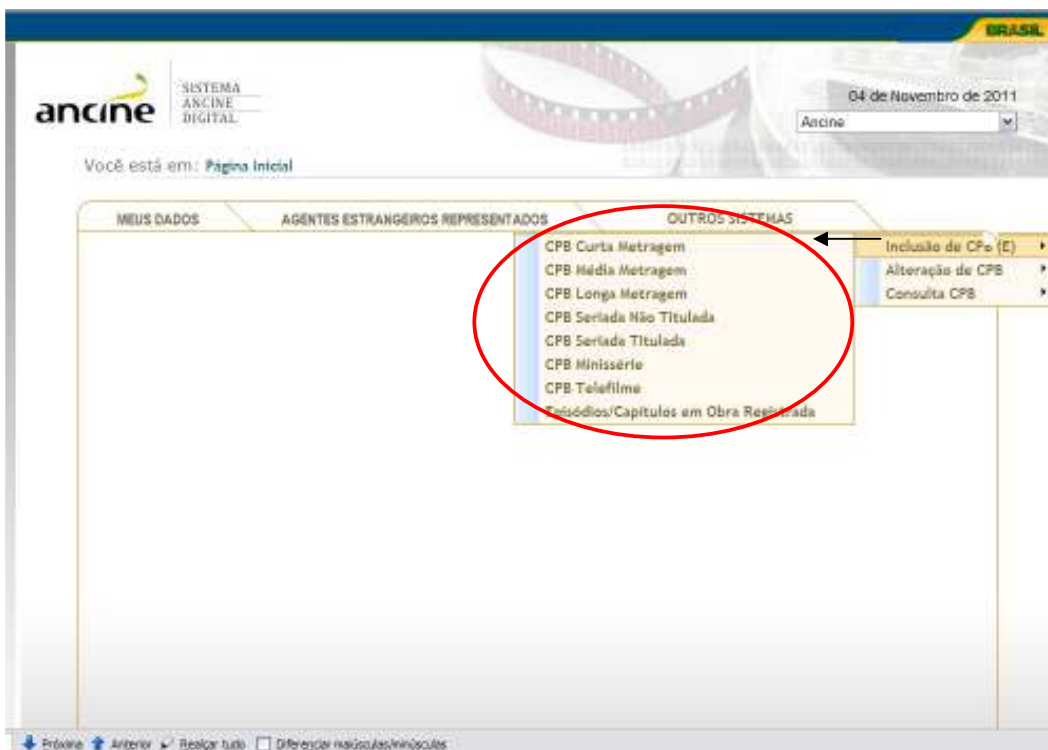 BRASIL
ancine
SISTEMA
ANCINE
DIGITAL
04 de Novembro de 2011
Ancine
Você está em: Página Inicial
MEUS DADOS
AGENTES ESTRANGEIROS REPRESENTADOS
OUTROS SISTEMAS
CPB Curta Metragem
CPB Média Metragem
CPB Longa Metragem
CPB Seriada Não Titulada
CPB Seriada Titulada
CPB Minissérie
CPB Telefilme
Episódios/Capítulos em Obra Registrada
Inclusão de CPB (E)
Alteração de CPB
Consulta CPB
Próxima Anterior Realçar tudo Diferenciar maiúsculas/minúsculas